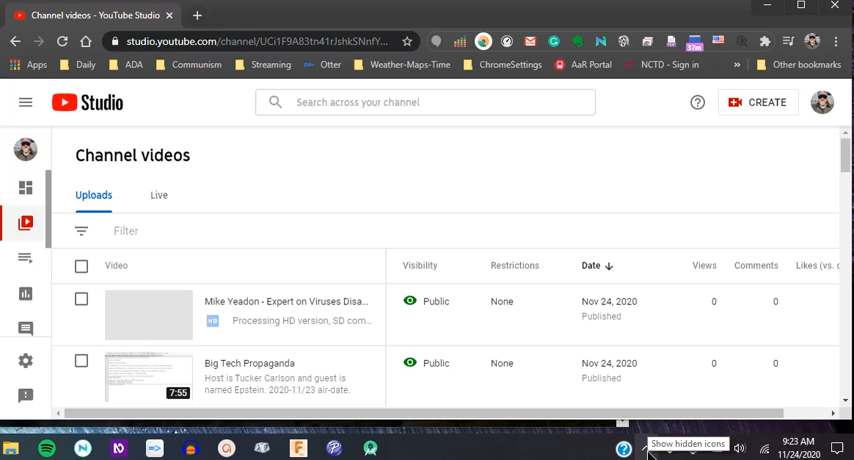 Channel videos - YouTube Studio
studio.youtube.com/channel/UCi1F9A83tn41rJshkSNnfY...
37m
Apps Daily ADA Communism Streaming Otter Weather-Maps-Time ChromeSettings AaR Portal NCTD - Sign in » Other bookmarks
Studio
Search across your channel
CREATE
Channel videos
Uploads Live
Filter
Video Visibility Restrictions Date Views Comments Likes (vs. d
Mike Yeadon - Expert on Viruses Disa... Public None Nov 24, 2020 0 0
HD Processing HD version, SD com... Published
Big Tech Propaganda Public None Nov 24, 2020 0 0
Host is Tucker Carlson and guest is Published
named Epstein. 2020-11/23 air-date.
7:55
Show hidden icons
9:23 AM
11/24/2020